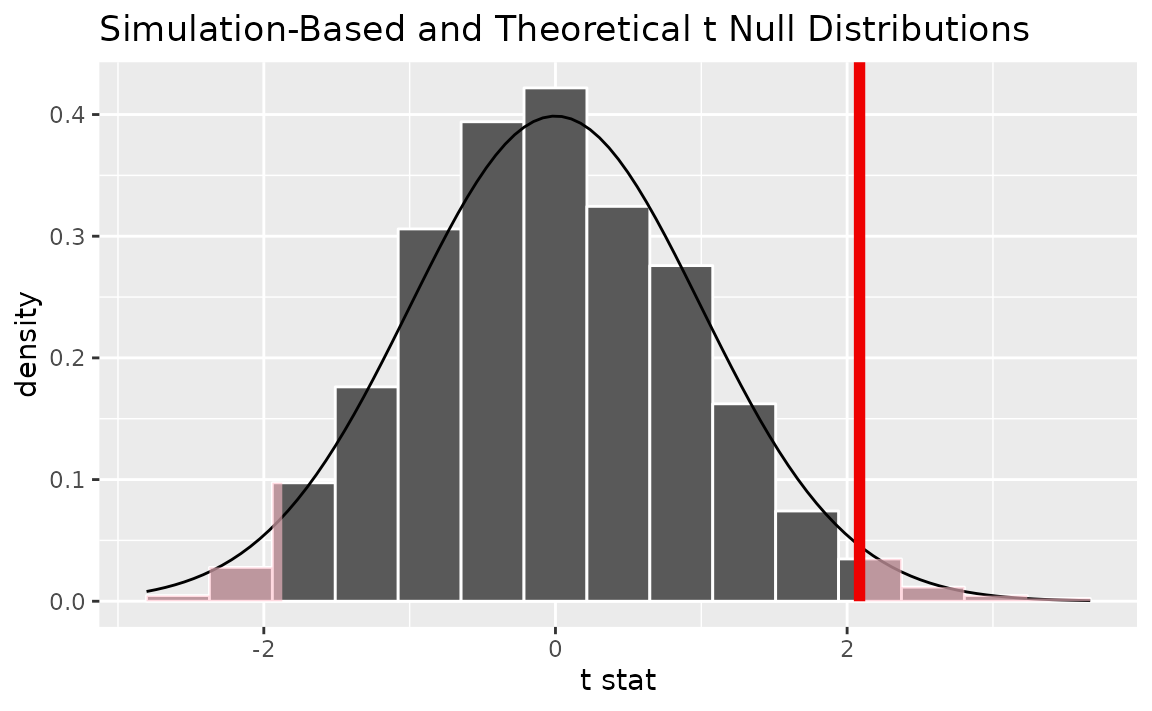 Simulation-Based and Theoretical t Null Distributions
density
0.4
0.3
0.2
0.1
0.0
-2 0 2
t stat